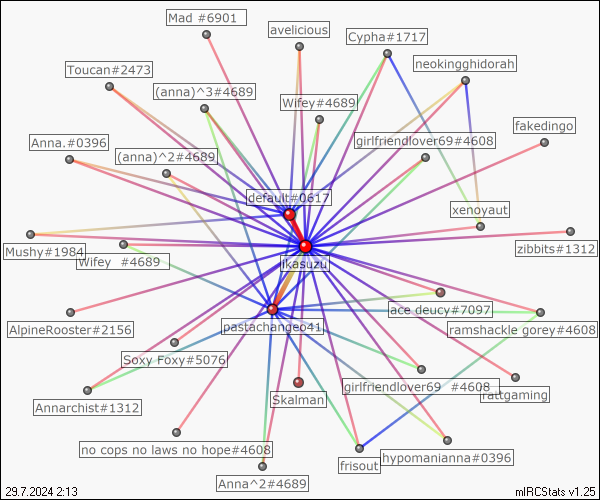 Mad #6901
avelicious
Cypha#1717
neokingghidorah
Toucan#2473
(anna)^3#4689
Wifey#4689
fakedingo
Anna.#0396
(anna)^2#4689
girlfriendlover69#4608
default#0617
xenoyaut
Mushy#1984
Wifey #4689
zibbits#1312
ikasuzu
AlpineRooster#2156
pastachangeo41
ace deucy#7097
ramshackle gorey#4608
Soxy Foxy#5076
Annarchist#1312
Skalman
girlfriendlover69 #4608
rattgaming
no cops no laws no hope#4608
frisout
hypomanianna#0396
Anna^2#4689
29.7.2024 2:13
mIRCStats v1.25